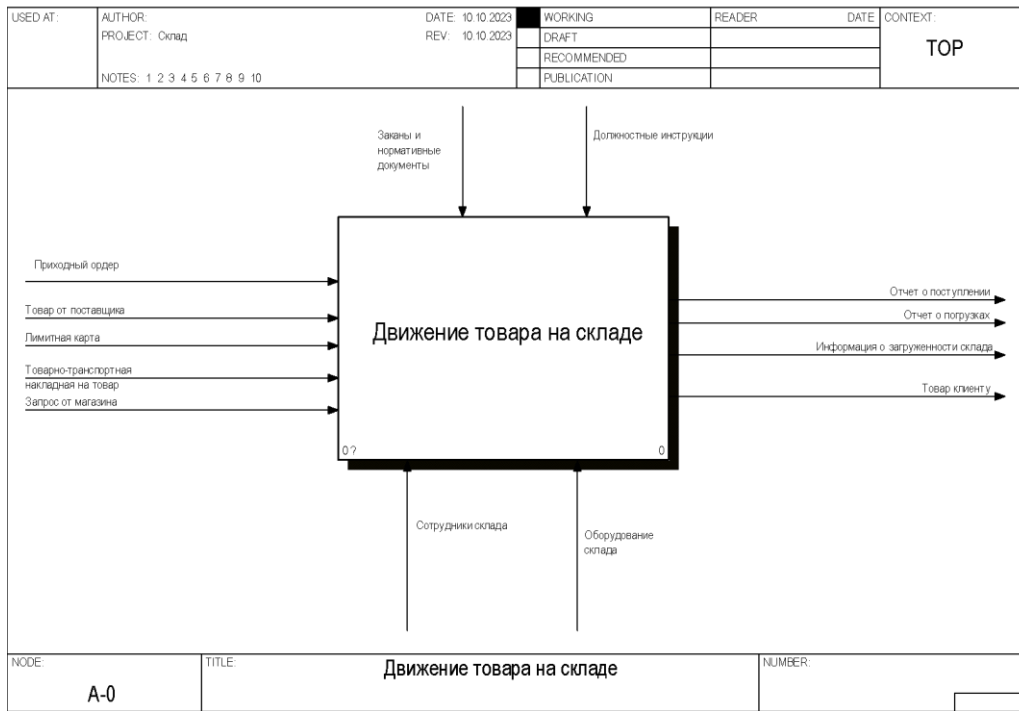 USED AT:
AUTHOR:
DATE: 10.10.2023
WORKING
READER
DATE
CONTEXT:
PROJECT: Склад
REV: 10.10.2023
DRAFT
TOP
RECOMMENDED
NOTES: 1 2 3 4 5 6 7 8 9 10
PUBLICATION
Заканы и
нормативные
документы
Должностные инструкции
Приходный ордер
Товар от поставщика
Лимитная карта
Товарно-транспортная
накладная на товар
Запрос от магазина
Движение товара на складе
0 ?
0
Отчет о поступлении
Отчет о погрузках
Информация о загруженности склада
Товар клиенту
Сотрудники склада
Оборудование
склада
NODE:
TITLE:
Движение товара на складе
NUMBER:
A-0